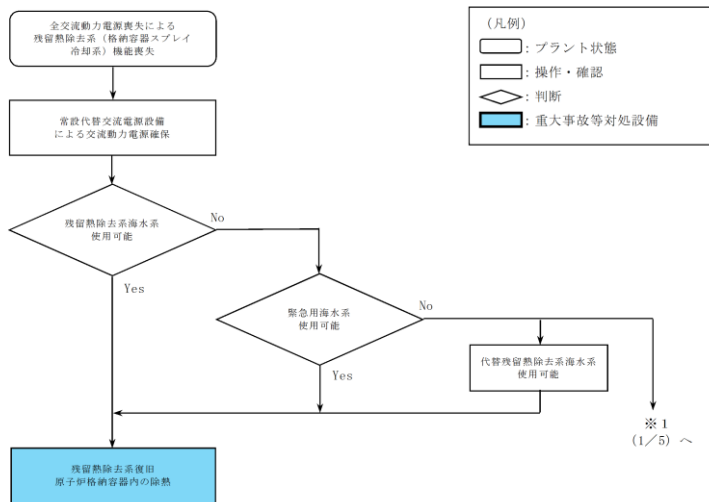 全交流動力電源喪失による
残留熱除去系（格納容器スプレイ
冷却系）機能喪失
（凡例）
：プラント状態
：操作・確認
：判断
：重大事故等対処設備
常設代替交流電源設備
による交流動力電源確保
残留熱除去系海水系
使用可能
No
Yes
緊急用海水系
使用可能
No
Yes
代替残留熱除去系海水系
使用可能
※１
(1／5) へ
残留熱除去系復旧
原子炉格納容器内の除熱